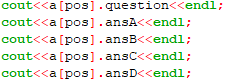 cout<<a[pos].question<<endl;
cout<<a[pos].ansA<<endl;
cout<<a[pos].ansB<<endl;
cout<<a[pos].ansC<<endl;
cout<<a[pos].ansD<<endl;